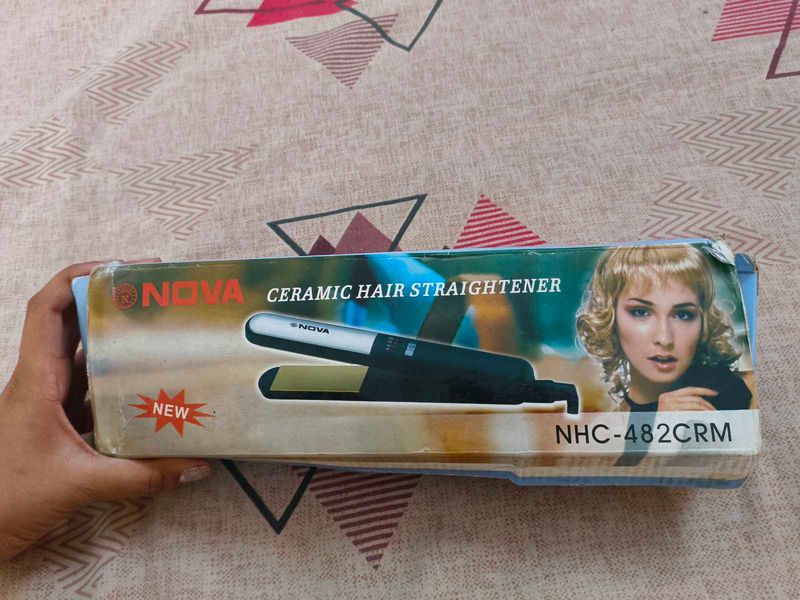 NOVA
CERAMIC HAIR STRAIGHTENER
NOVA
NEW
NHC-482CRM